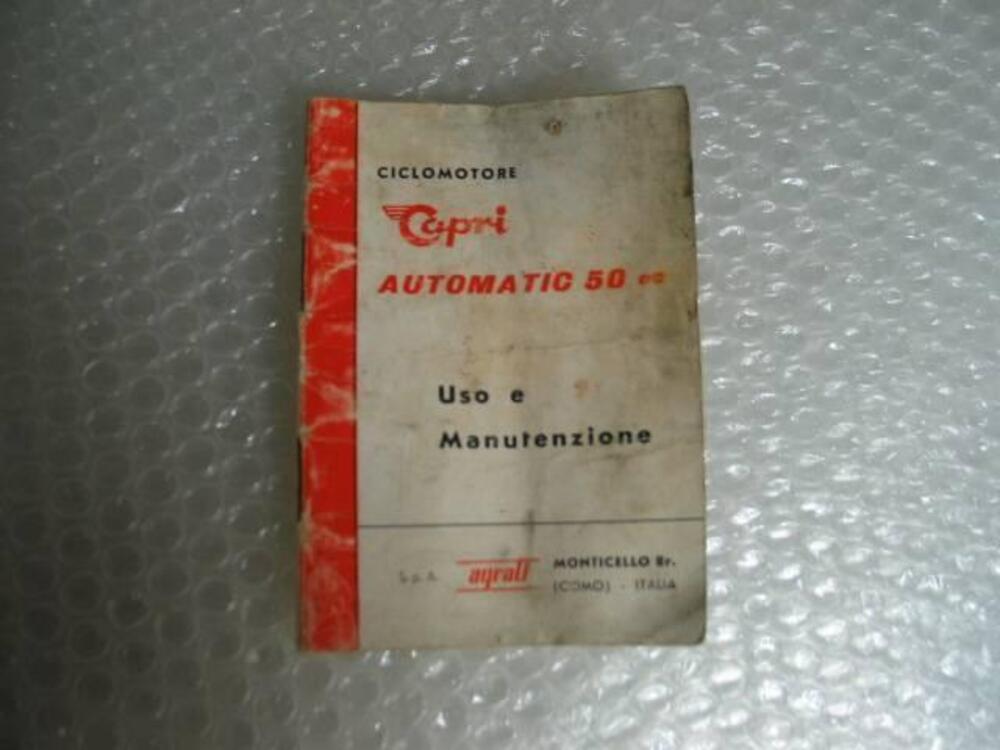 CICLOMOTORE
Capri
AUTOMATIC 50 cc
Uso e
Manutenzione
agrati MONTICELLO Br.
(COMO) - ITALIA